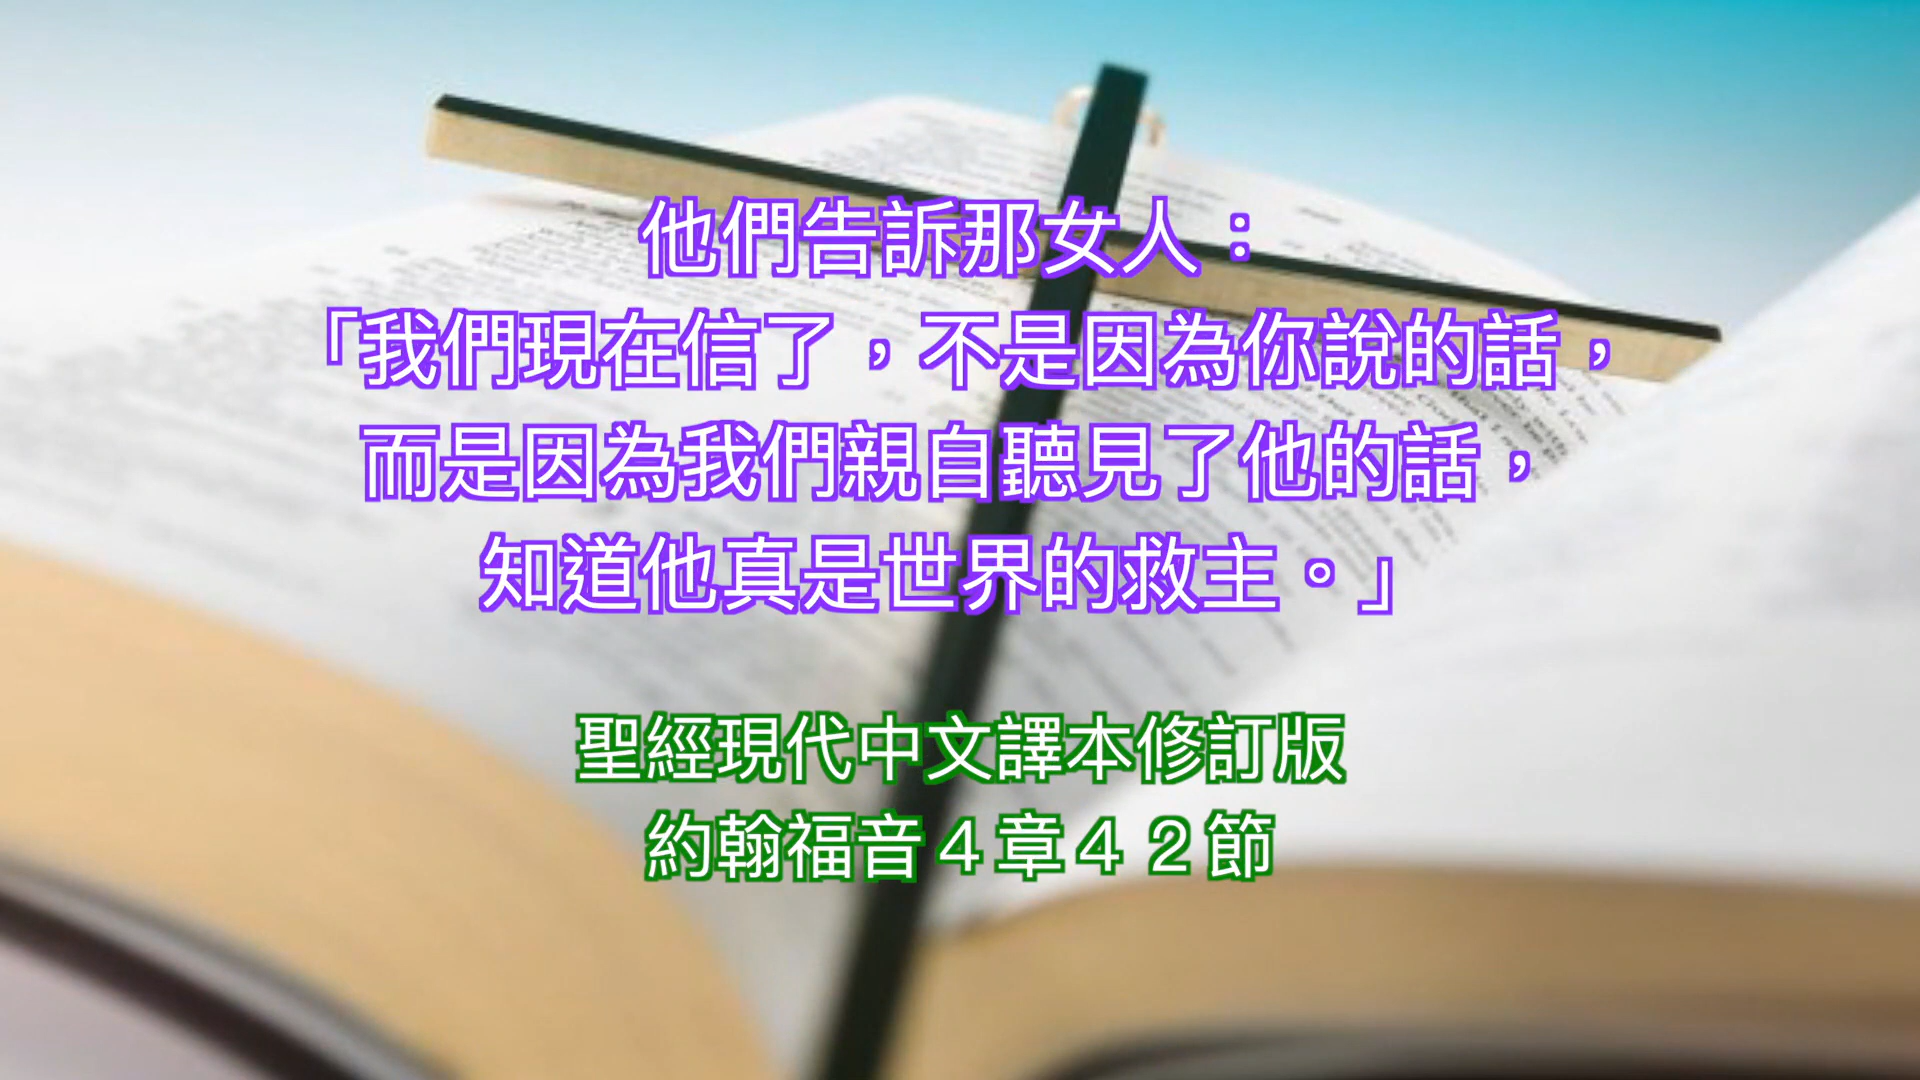 他們告訴那女人：
「我們現在信了，不是因為你說的話，
而是因為我們親自聽見了他的話，
知道他真是世界的救主。」
聖經現代中文譯本修訂版
約翰福音４章４２節